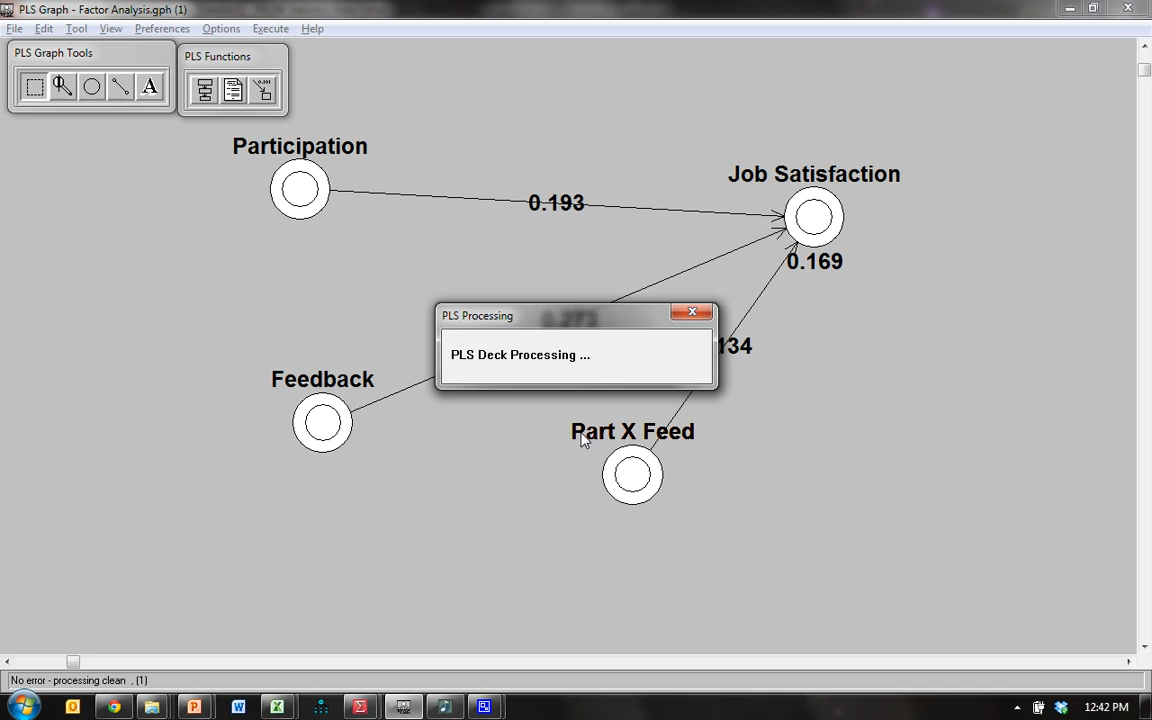 PLS Graph - Factor Analysis.gph (1)
File Edit Tool View Preferences Options Execute Help
PLS Graph Tools
PLS Functions
A
Participation
Job Satisfaction
0.193
0.169
PLS Processing
0.273
PLS Deck Processing ...
134
Feedback
Part X Feed
No error - processing clean , (1)
12:42 PM